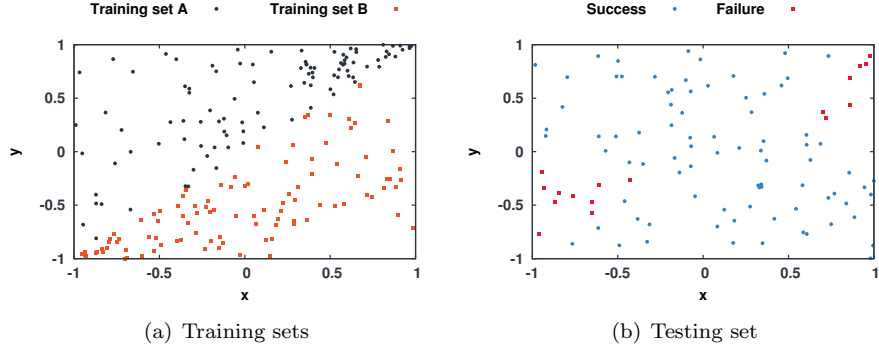 Training set A Training set B
1
0.5
0
-0.5
-1
y
-1 -0.5 0 0.5 1
x
(a) Training sets
Success Failure
1
0.5
0
-0.5
-1
y
-1 -0.5 0 0.5 1
x
(b) Testing set